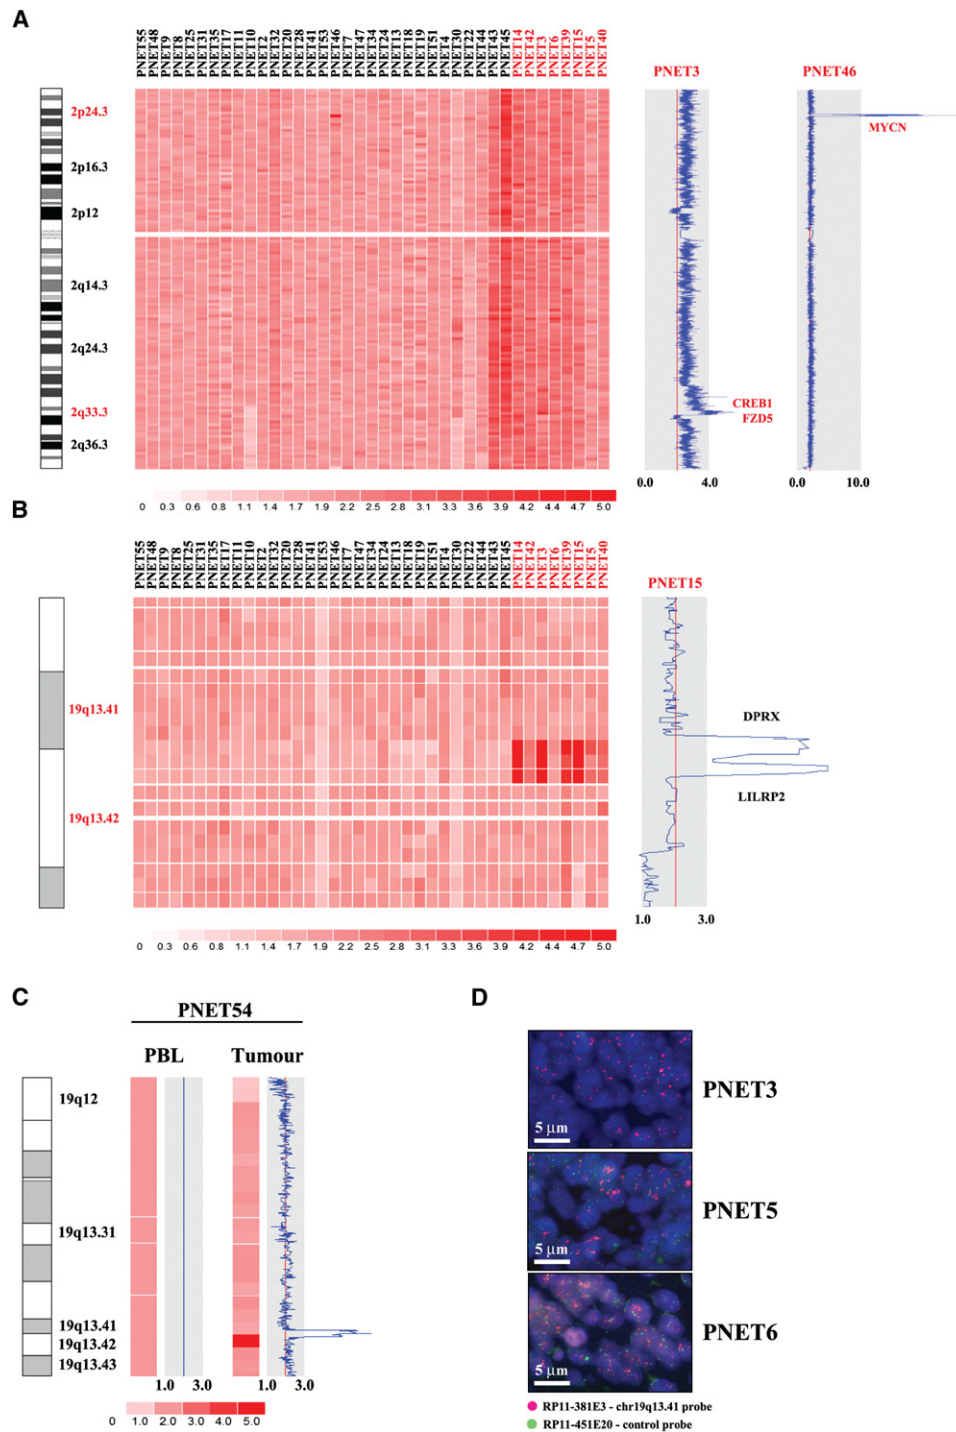 A
PNET55 PNET48 PNET9 PNET8 PNET25 PNET31 PNET35 PNET17 PNET11 PNET10 PNET2 PNET32 PNET20 PNET28 PNET41 PNET53 PNET46 PNET7 PNET47 PNET34 PNET24 PNET13 PNET18 PNET19 PNET51 PNET4 PNET30 PNET22 PNET44 PNET43 PNET45 PNET14 PNET42 PNET3 PNET6 PNET39 PNET15 PNET5 PNET40
PNET3 PNET46
2p24.3
MYCN
2p16.3
2p12
2q14.3
2q24.3
CREB1
2q33.3
FZD5
2q36.3
0.0 4.0 0.0 10.0
0 0.3 0.6 0.8 1.1 1.4 1.7 1.9 2.2 2.5 2.8 3.1 3.3 3.6 3.9 4.2 4.4 4.7 5.0
B
PNET55 PNET48 PNET9 PNET8 PNET25 PNET31 PNET35 PNET17 PNET11 PNET10 PNET2 PNET32 PNET20 PNET28 PNET41 PNET53 PNET46 PNET7 PNET47 PNET34 PNET24 PNET13 PNET18 PNET19 PNET51 PNET4 PNET30 PNET22 PNET44 PNET43 PNET45 PNET14 PNET42 PNET3 PNET6 PNET39 PNET15 PNET5 PNET40
PNET15
19q13.41
DPRX
LILRP2
19q13.42
1.0 3.0
0 0.3 0.6 0.8 1.1 1.4 1.7 1.9 2.2 2.5 2.8 3.1 3.3 3.6 3.9 4.2 4.4 4.7 5.0
C
PNET54
PBL Tumour
19q12
19q13.31
19q13.41
19q13.42
19q13.43
1.0 3.0 1.0 3.0
0 1.0 2.0 3.0 4.0 5.0
D
5 μm
PNET3
5 μm
PNET5
5 μm
PNET6
RP11-381E3 - chr19q13.41 probe
RP11-451E20 - control probe